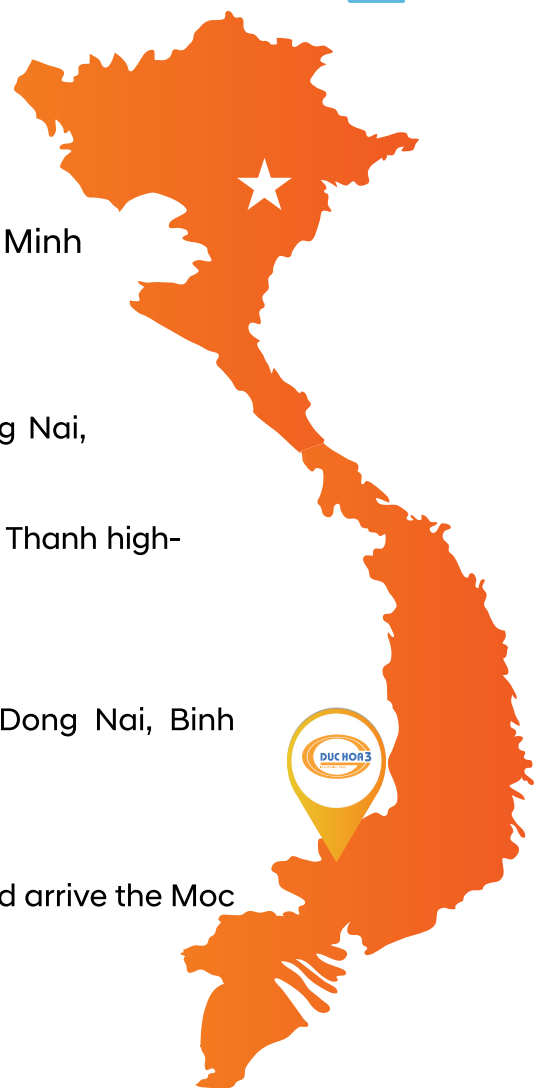 Minh
g Nai,
Thanh high-
Dong Nai, Binh
DUC HOA 3
d arrive the Moc